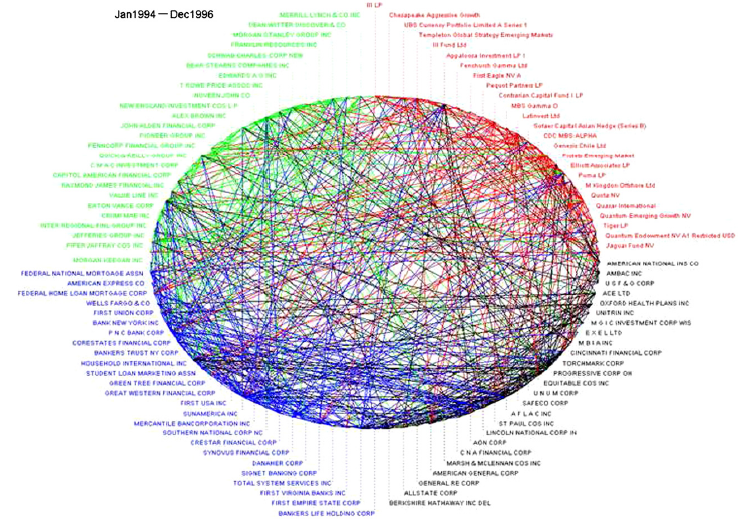 Jan1994 — Dec1996
III LP
MERRILL LYNCH & CO INC
DEAN WITTER DISCOVER & CO
MORGAN STANLEY GROUP INC
FRANKLIN RESOURCES INC
SCHWAB CHARLES CORP NEW
BEAR STEARNS COMPANIES INC
EDWARDS A G INC
T ROWE PRICE ASSOC INC
NUVEEN JOHN CO
NEW ENGLAND INVESTMENT COS L P
ALEX BROWN INC
JOHN ALDEN FINANCIAL CORP
PIONEER GROUP INC
PENNCORP FINANCIAL GROUP INC
QUICK & REILLY GROUP INC
C M A C INVESTMENT CORP
CAPITOL AMERICAN FINANCIAL CORP
RAYMOND JAMES FINANCIAL INC
VALUE LINE INC
EATON VANCE CORP
CRIIMI MAE INC
INTER REGIONAL FINL GROUP INC
JEFFERIES GROUP INC
PIPER JAFFRAY COS INC
MORGAN KEEGAN INC
FEDERAL NATIONAL MORTGAGE ASSN
AMERICAN EXPRESS CO
FEDERAL HOME LOAN MORTGAGE CORP
WELLS FARGO & CO
FIRST UNION CORP
BANK NEW YORK INC
P N C BANK CORP
CORESTATES FINANCIAL CORP
BANKERS TRUST NY CORP
HOUSEHOLD INTERNATIONAL INC
STUDENT LOAN MARKETING ASSN
GREEN TREE FINANCIAL CORP
GREAT WESTERN FINANCIAL CORP
FIRST USA INC
SUNAMERICA INC
MERCANTILE BANCORPORATION INC
SOUTHERN NATIONAL CORP NC
CRESTAR FINANCIAL CORP
SYNOVUS FINANCIAL CORP
DANAHER CORP
SIGNET BANKING CORP
TOTAL SYSTEM SERVICES INC
FIRST VIRGINIA BANKS INC
FIRST EMPIRE STATE CORP
BANKERS LIFE HOLDING CORP
Chesapeake Aggressive Growth
UBS Currency Portfolio Limited A Series 1
Templeton Global Strategy Emerging Markets
III Fund Ltd
Appaloosa Investment LP I
Fenchurch Gamma Ltd
First Eagle NV A
Pequot Partners LP
Contrarian Capital Fund I LP
MBS Gamma O
Latinvest Ltd
Soter Capital Asian Hedge (Series B)
CDC MBS-ALPHA
Genesis Chile Ltd
Emerging Market
Elliott Associates LP
Puma LP
M Kingdon Offshore Ltd
Quota NV
Quasar International
Quantum Emerging Growth NV
Tiger LP
Quantum Endowment NV A1 Restricted USD
Jaguar Fund NV
AMERICAN NATIONAL INS CO
AMBAC INC
U S F & G CORP
ACE LTD
OXFORD HEALTH PLANS INC
UNITRIN INC
M G I C INVESTMENT CORP WIS
E X E L LTD
M B I A INC
CINCINNATI FINANCIAL CORP
TORCHMARK CORP
PROGRESSIVE CORP OH
EQUITABLE COS INC
U N U M CORP
SAFECO CORP
A F L A C INC
ST PAUL COS INC
LINCOLN NATIONAL CORP IN
AON CORP
C N A FINANCIAL CORP
MARSH & MCLENNAN COS INC
AMERICAN GENERAL CORP
GENERAL RE CORP
ALLSTATE CORP
BERKSHIRE HATHAWAY INC DEL